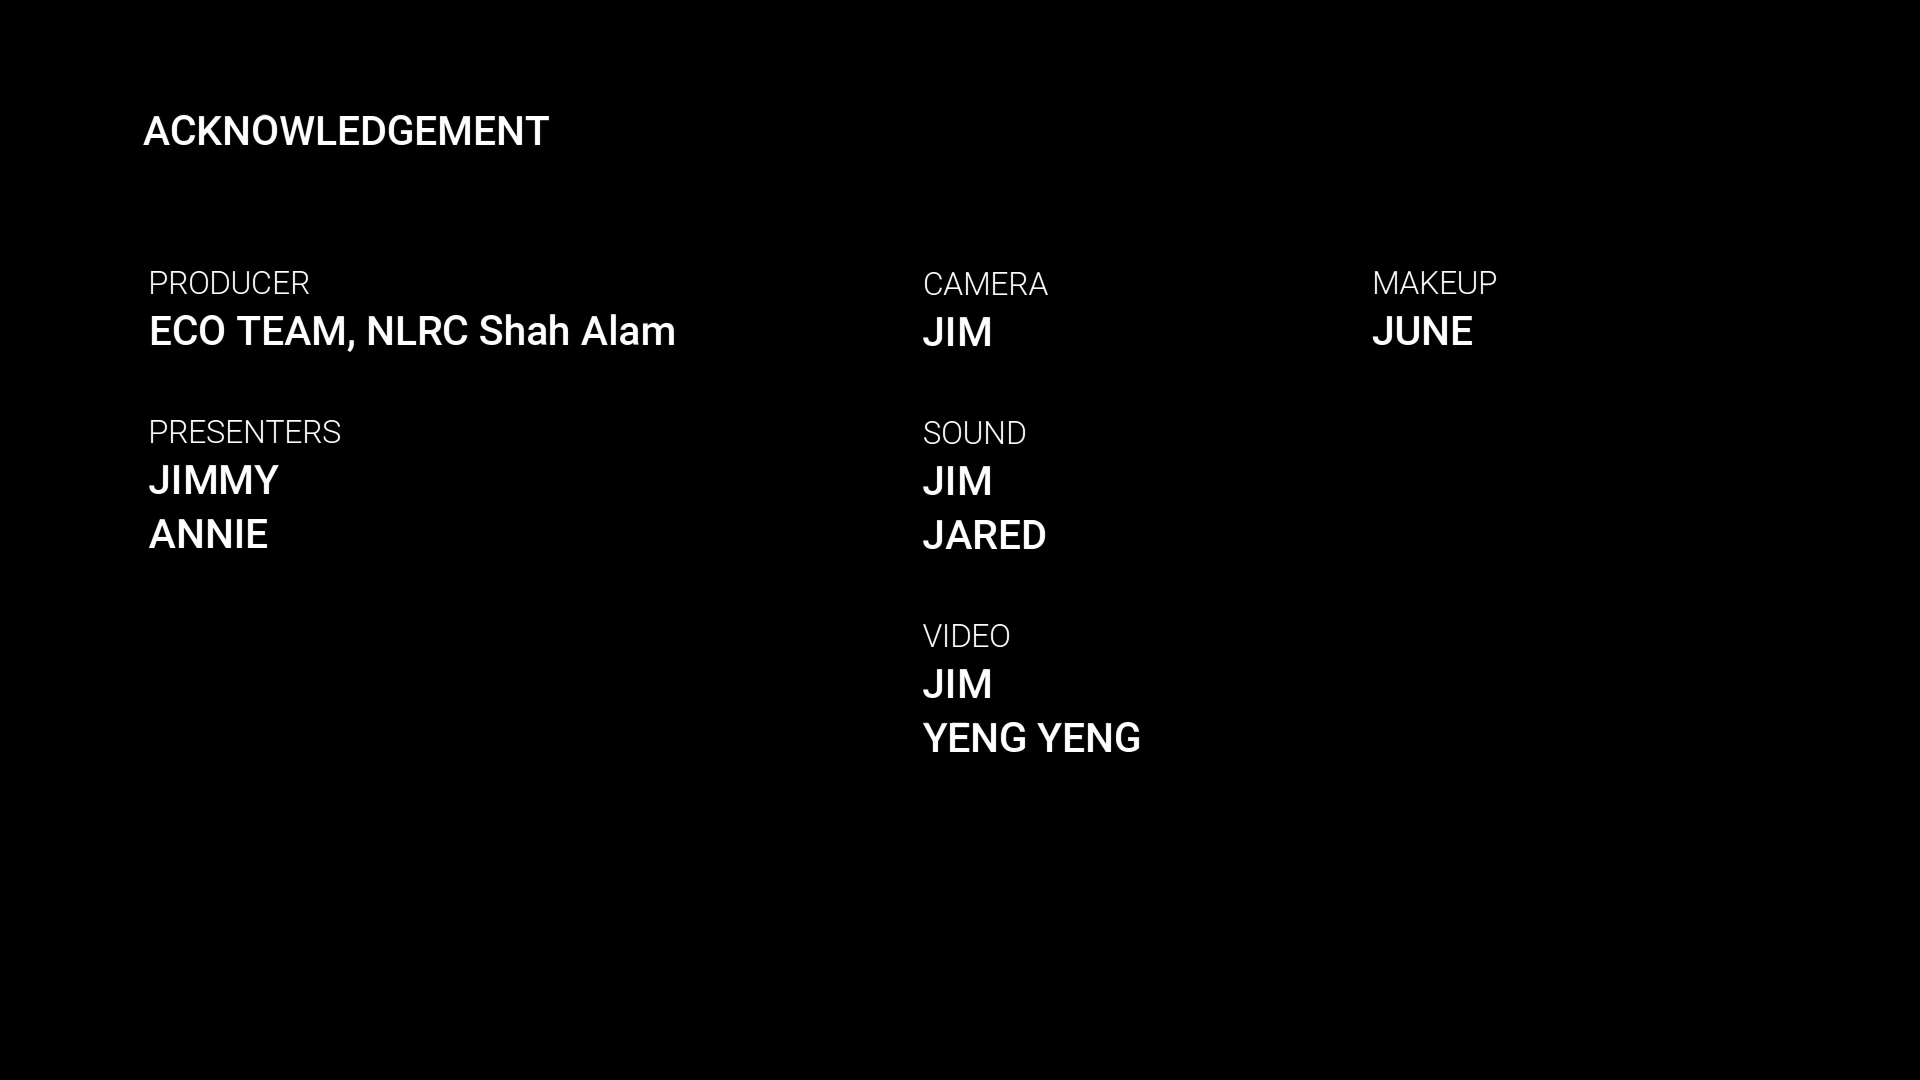 ACKNOWLEDGEMENT
PRODUCER
ECO TEAM, NLRC Shah Alam
PRESENTERS
JIMMY
ANNIE
CAMERA
JIM
SOUND
JIM
JARED
VIDEO
JIM
YENG YENG
MAKEUP
JUNE